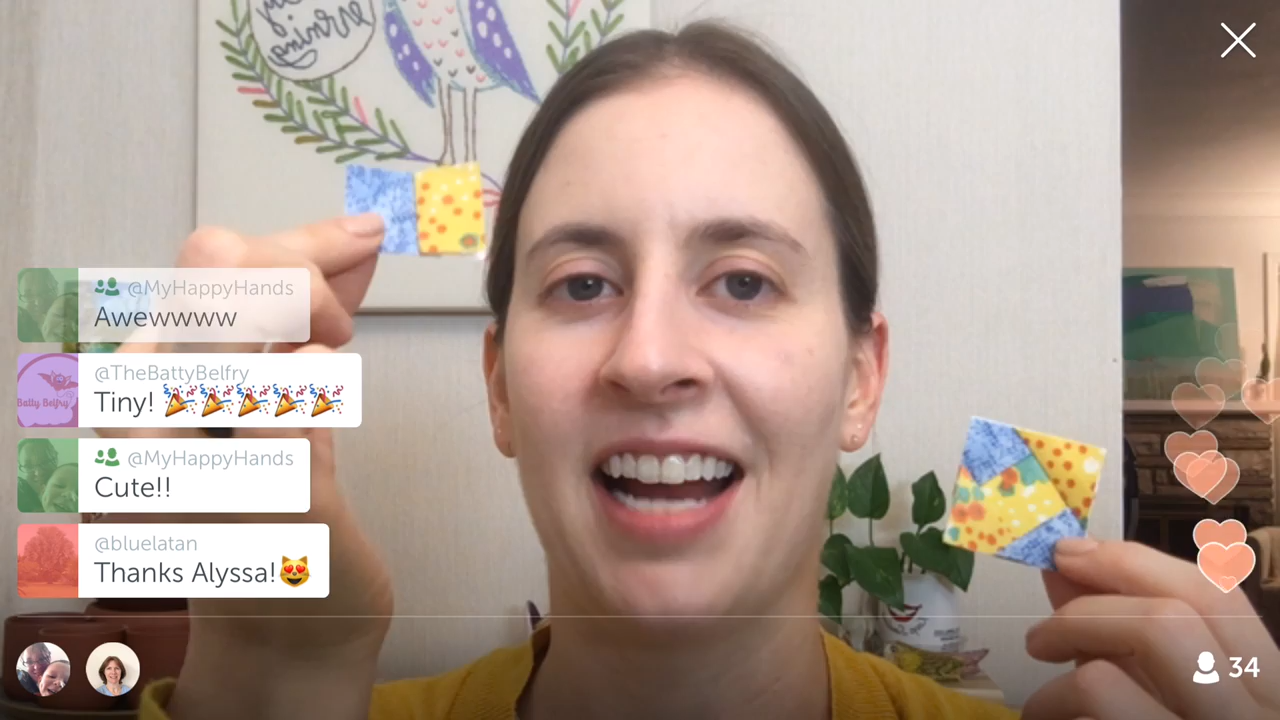 @MyHappyHands
Awewwww
@TheBattyBelfry
Tiny! 🎉🎉🎉🎉🎉
Batty Belfry
@MyHappyHands
Cute!!
@bluelatan
Thanks Alyssa!😻
34